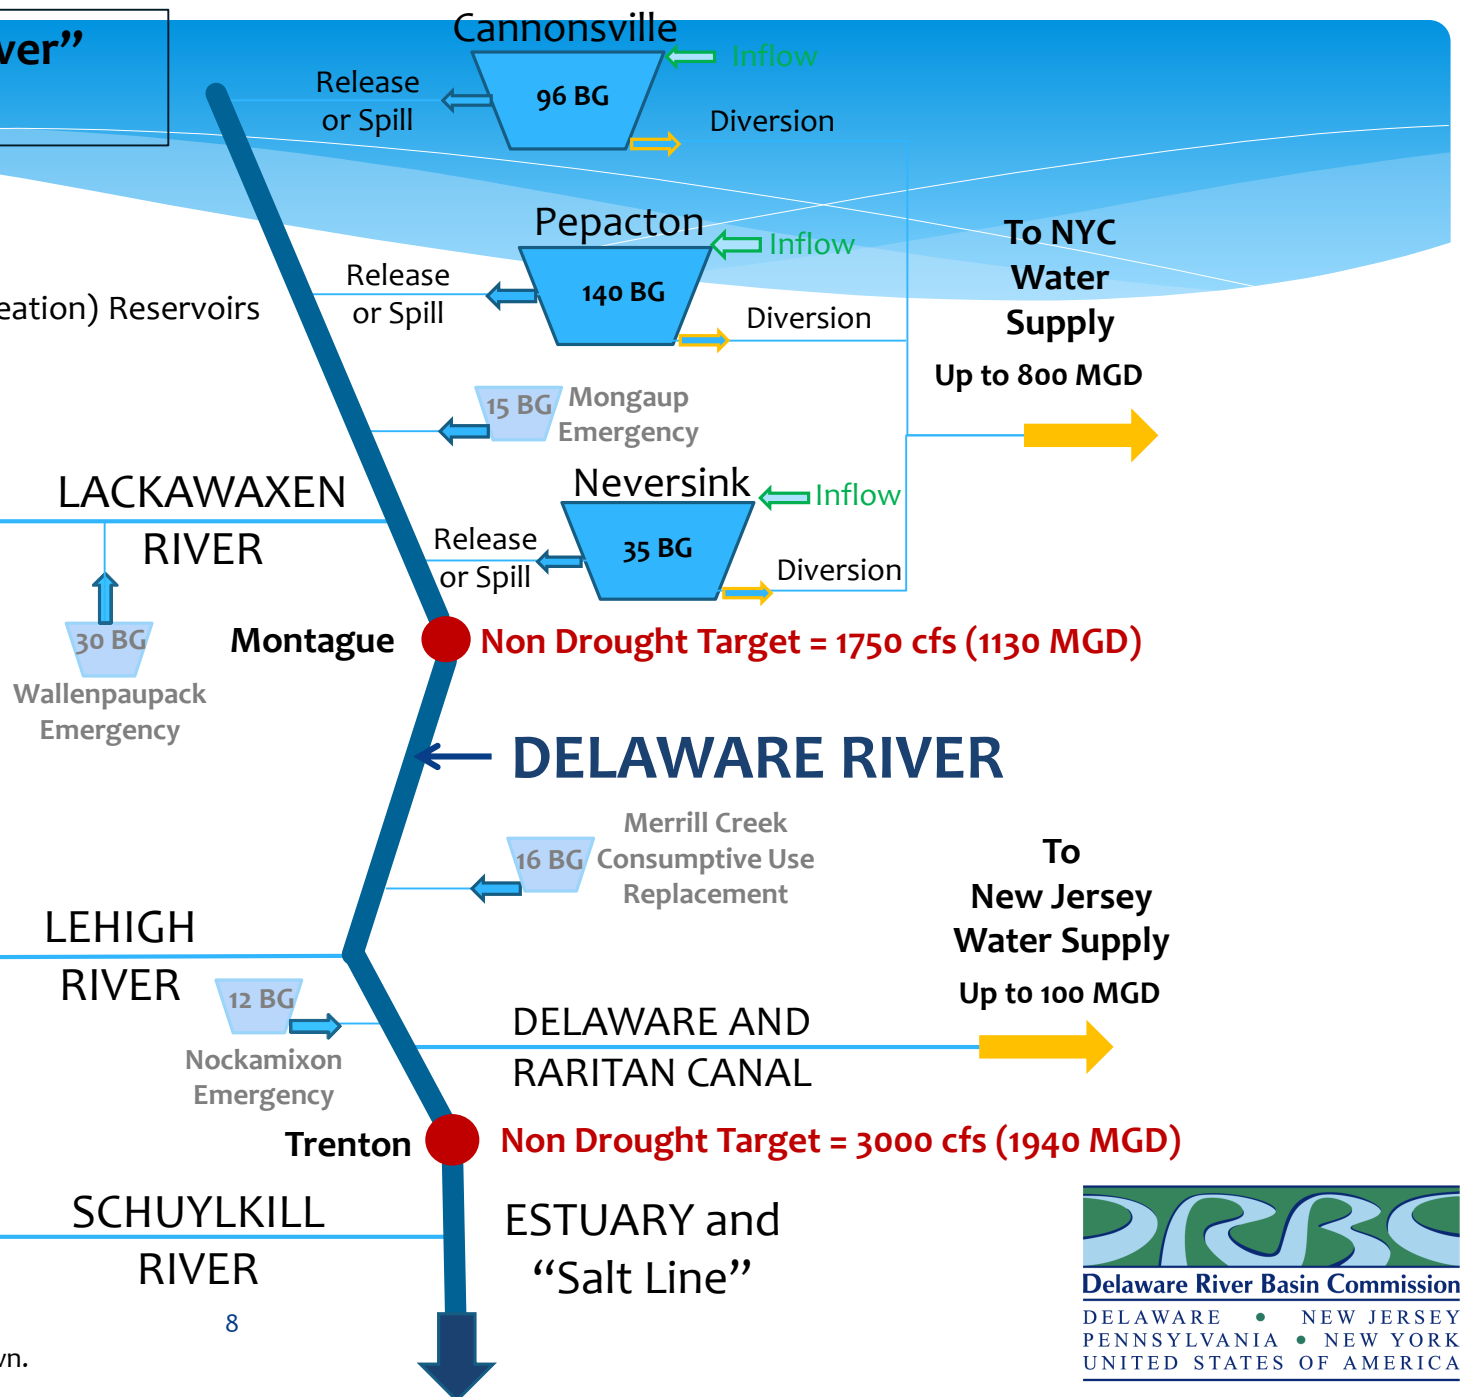 Cannonsville
Inflow
Release
or Spill
96 BG
Diversion
Pepacton
Inflow
Release
or Spill
140 BG
Diversion
To NYC
Water
Supply
Up to 800 MGD
Reservoirs
15 BG
Mongaup
Emergency
LACKAWAXEN
RIVER
Neversink
Inflow
Release
or Spill
35 BG
Diversion
30 BG
Wallenpaupack
Emergency
Montague
Non Drought Target = 1750 cfs (1130 MGD)
DELAWARE RIVER
16 BG
Merrill Creek
Consumptive Use
Replacement
To
New Jersey
Water Supply
Up to 100 MGD
LEHIGH
RIVER
12 BG
Nockamixon
Emergency
DELAWARE AND
RARITAN CANAL
Trenton
Non Drought Target = 3000 cfs (1940 MGD)
SCHUYLKILL
RIVER
ESTUARY and
“Salt Line”
8
DRBC
Delaware River Basin Commission
DELAWARE • NEW JERSEY
PENNSYLVANIA • NEW YORK
UNITED STATES OF AMERICA